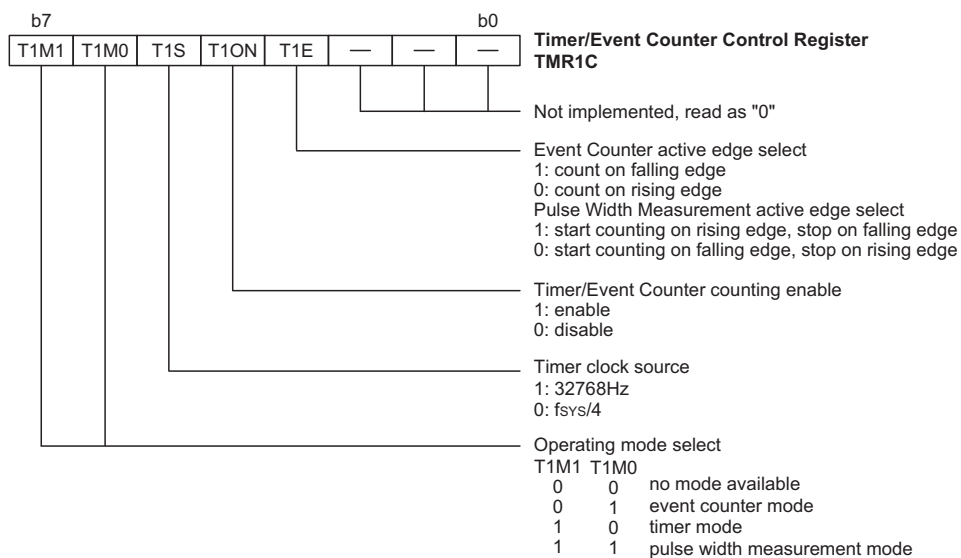 b7 b0
T1M1 T1M0 T1S T1ON T1E — — —
Timer/Event Counter Control Register
TMR1C
Not implemented, read as "0"
Event Counter active edge select
1: count on falling edge
0: count on rising edge
Pulse Width Measurement active edge select
1: start counting on rising edge, stop on falling edge
0: start counting on falling edge, stop on rising edge
Timer/Event Counter counting enable
1: enable
0: disable
Timer clock source
1: 32768Hz
0: fSYS/4
Operating mode select
T1M1 T1M0
0 0 no mode available
0 1 event counter mode
1 0 timer mode
1 1 pulse width measurement mode